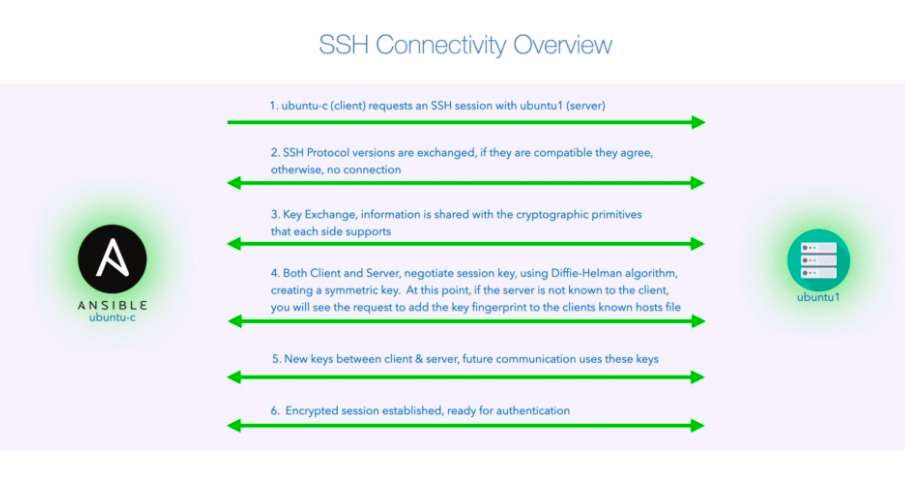 SSH Connectivity Overview
1. ubuntu-c (client) requests an SSH session with ubuntu1 (server)
2. SSH Protocol versions are exchanged, if they are compatible they agree,
otherwise, no connection
3. Key Exchange, information is shared with the cryptographic primitives
that each side supports
4. Both Client and Server, negotiate session key, using Diffie-Helman algorithm,
creating a symmetric key. At this point, if the server is not known to the client,
you will see the request to add the key fingerprint to the clients known hosts file
5. New keys between client & server, future communication uses these keys
6. Encrypted session established, ready for authentication
ANSIBLE
ubuntu-c
ubuntu1